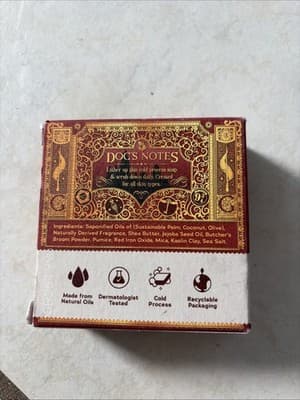 DOC'S NOTES
Lather up this cold process soap
& scrub down daily. Created
for all skin types.
Ingredients: Saponified Oils of (Sustainable Palm, Coconut, Olive),
Naturally Derived Fragrance, Shea Butter, Jojoba Seed Oil, Butcher's
Broom Powder, Pumice, Red Iron Oxide, Mica, Kaolin Clay, Sea Salt.
Made from
Natural Oils
Dermatologist
Tested
Cold
Process
Recyclable
Packaging